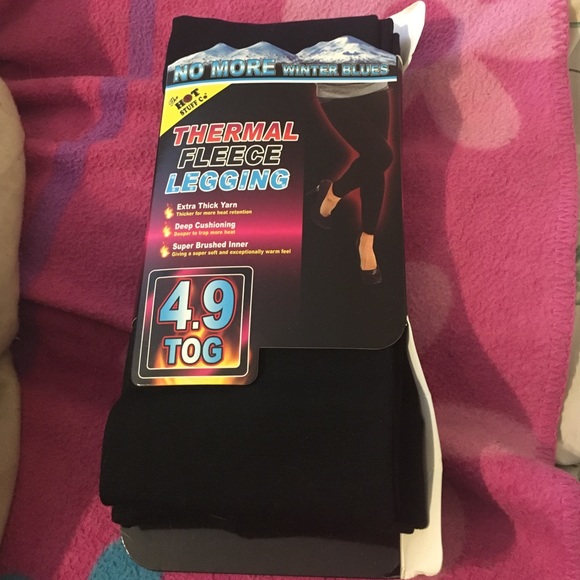 NO MORE WINTER BLUES
The
HOT
STUFF Co
THERMAL
FLEECE
LEGGING
Extra Thick Yarn
Thicker for more heat retention
Deep Cushioning
Deeper to trap more heat
Super Brushed Inner
Giving a super soft and exceptionally warm feel
4.9
TOG